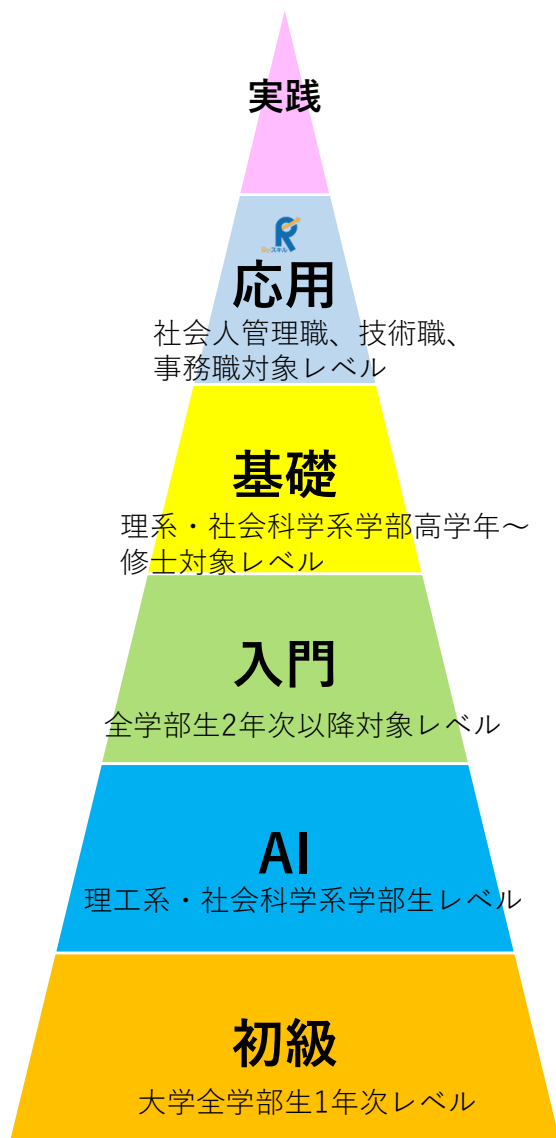 実践
Re:スキル
応用
社会人管理職、技術職、
事務職対象レベル
基礎
理系・社会科学系学部高学年～
修士対象レベル
入門
全学部生2年次以降対象レベル
AI
理工系・社会科学系学部生レベル
初級
大学全学部生1年次レベル